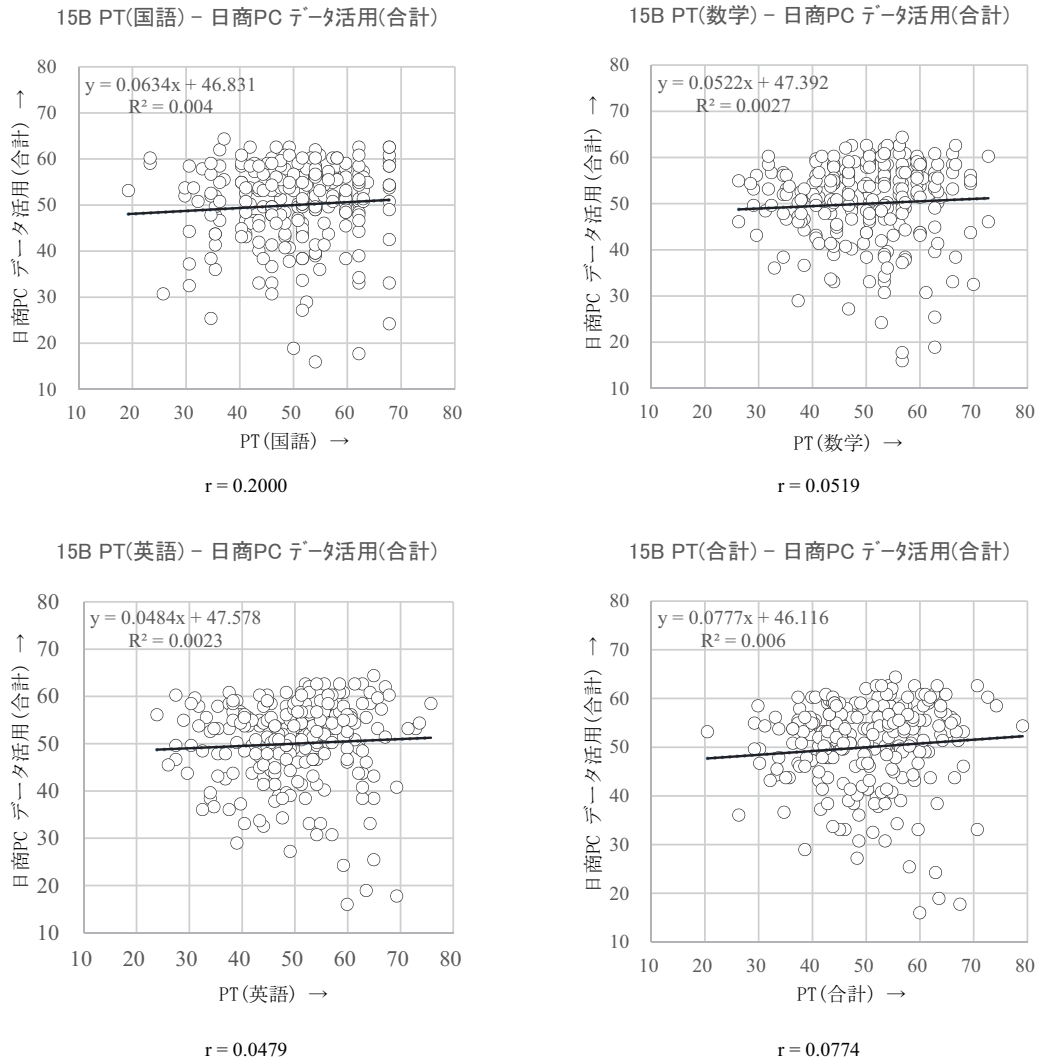 15B PT(国語) − 日商PC ﾃﾞｰﾀ活用(合計)
y = 0.0634x + 46.831
R² = 0.004
日商PC データ活用(合計) →
80
70
60
50
40
30
20
10
10 20 30 40 50 60 70 80
PT(国語) →
r = 0.2000
15B PT(数学) − 日商PC ﾃﾞｰﾀ活用(合計)
y = 0.0522x + 47.392
R² = 0.0027
日商PC データ活用(合計) →
80
70
60
50
40
30
20
10
10 20 30 40 50 60 70 80
PT(数学) →
r = 0.0519
15B PT(英語) − 日商PC ﾃﾞｰﾀ活用(合計)
y = 0.0484x + 47.578
R² = 0.0023
日商PC データ活用(合計) →
80
70
60
50
40
30
20
10
10 20 30 40 50 60 70 80
PT(英語) →
r = 0.0479
15B PT(合計) − 日商PC ﾃﾞｰﾀ活用(合計)
y = 0.0777x + 46.116
R² = 0.006
日商PC データ活用(合計) →
80
70
60
50
40
30
20
10
10 20 30 40 50 60 70 80
PT(合計) →
r = 0.0774